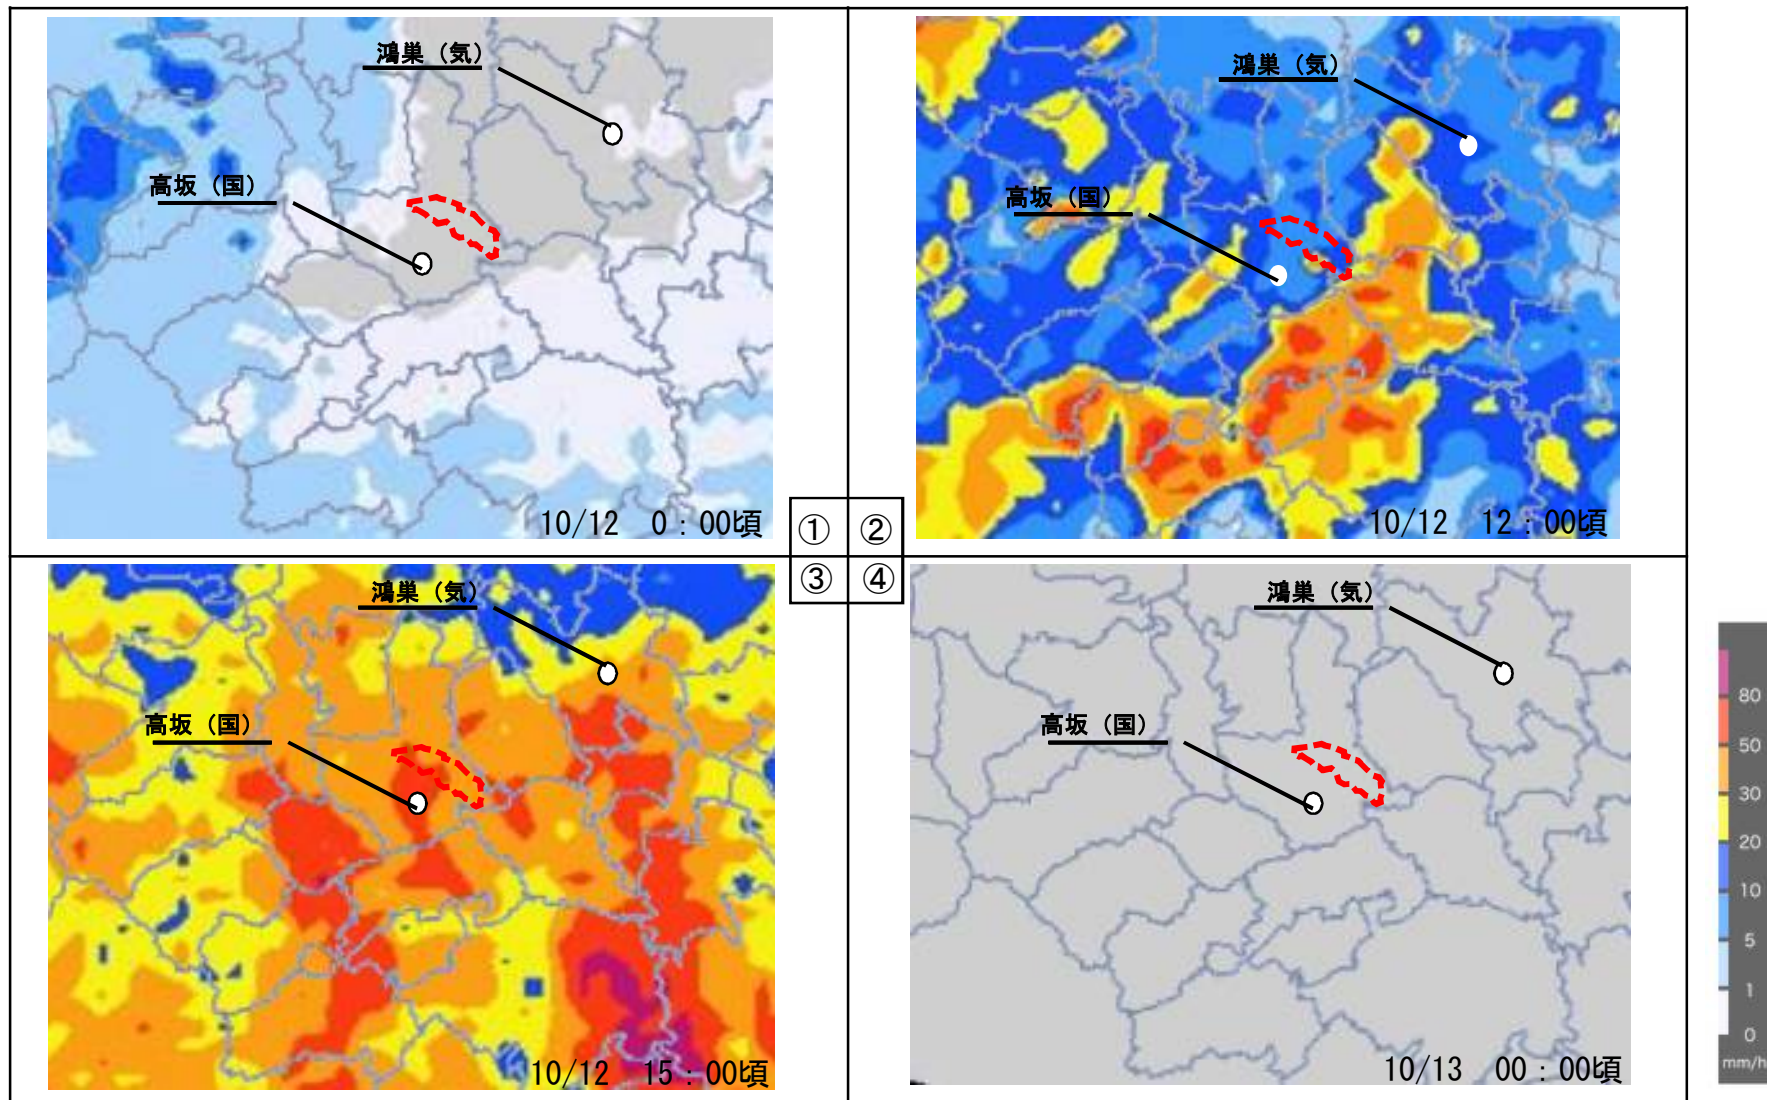 鴻巣（気）
高坂（国）
10/12 0：00頃
鴻巣（気）
高坂（国）
10/12 12：00頃
① ②
③ ④
鴻巣（気）
高坂（国）
10/12 15：00頃
鴻巣（気）
高坂（国）
10/13 00：00頃
80
50
30
20
10
5
1
0
mm/h